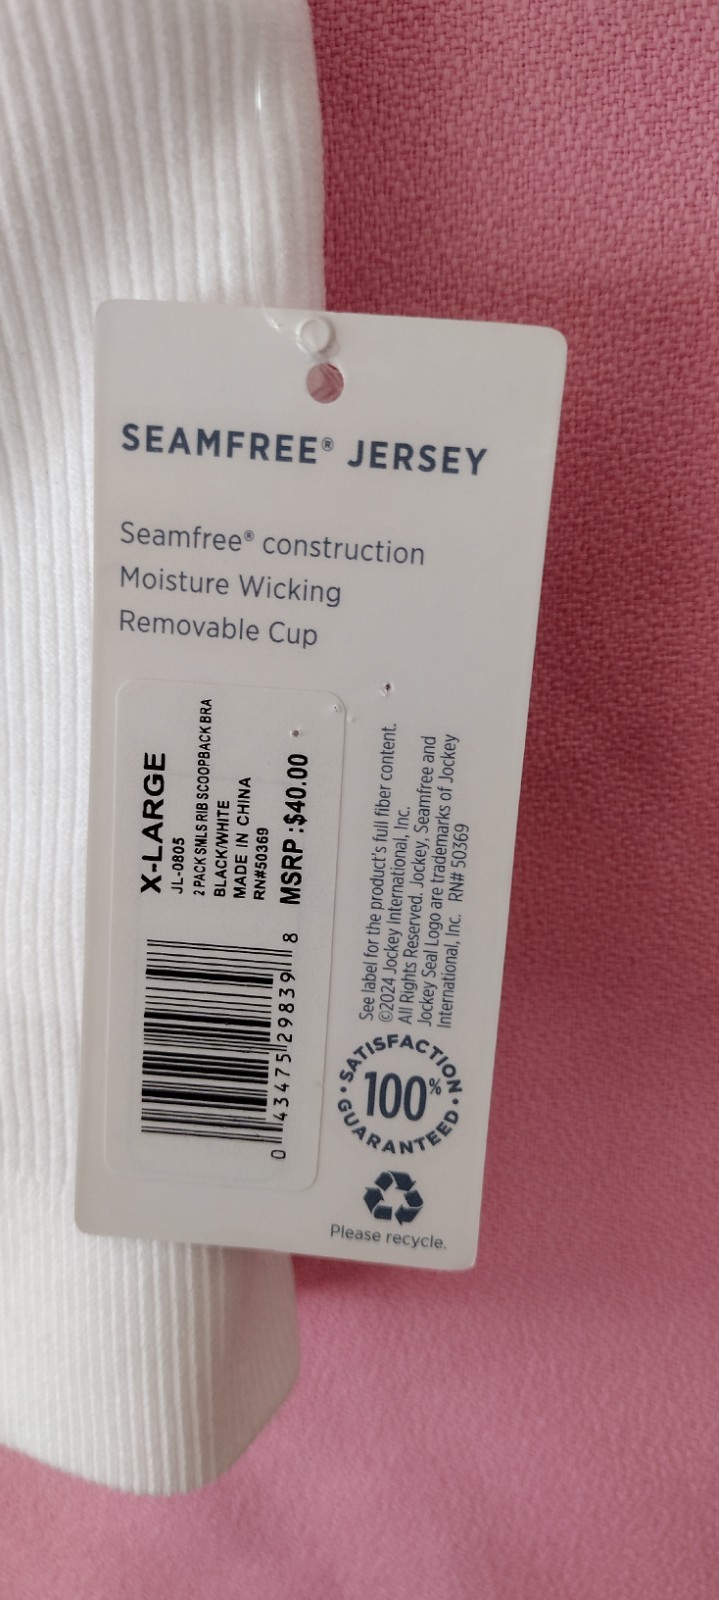 SEAMFREE® JERSEY
Seamfree® construction
Moisture Wicking
Removable Cup
X-LARGE
JL-0805
2 PACK SMLS RIB SCOOPBACK BRA
BLACK/WHITE
MADE IN CHINA
RN#50369
MSRP:$40.00
0 43475 29839 8
See label for the product's full fiber content.
©2024 Jockey International, Inc.
All Rights Reserved. Jockey, Seamfree and
Jockey Seal Logo are trademarks of Jockey
International, Inc. RN# 50369
SATISFACTION
100%
GUARANTEED
Please recycle.